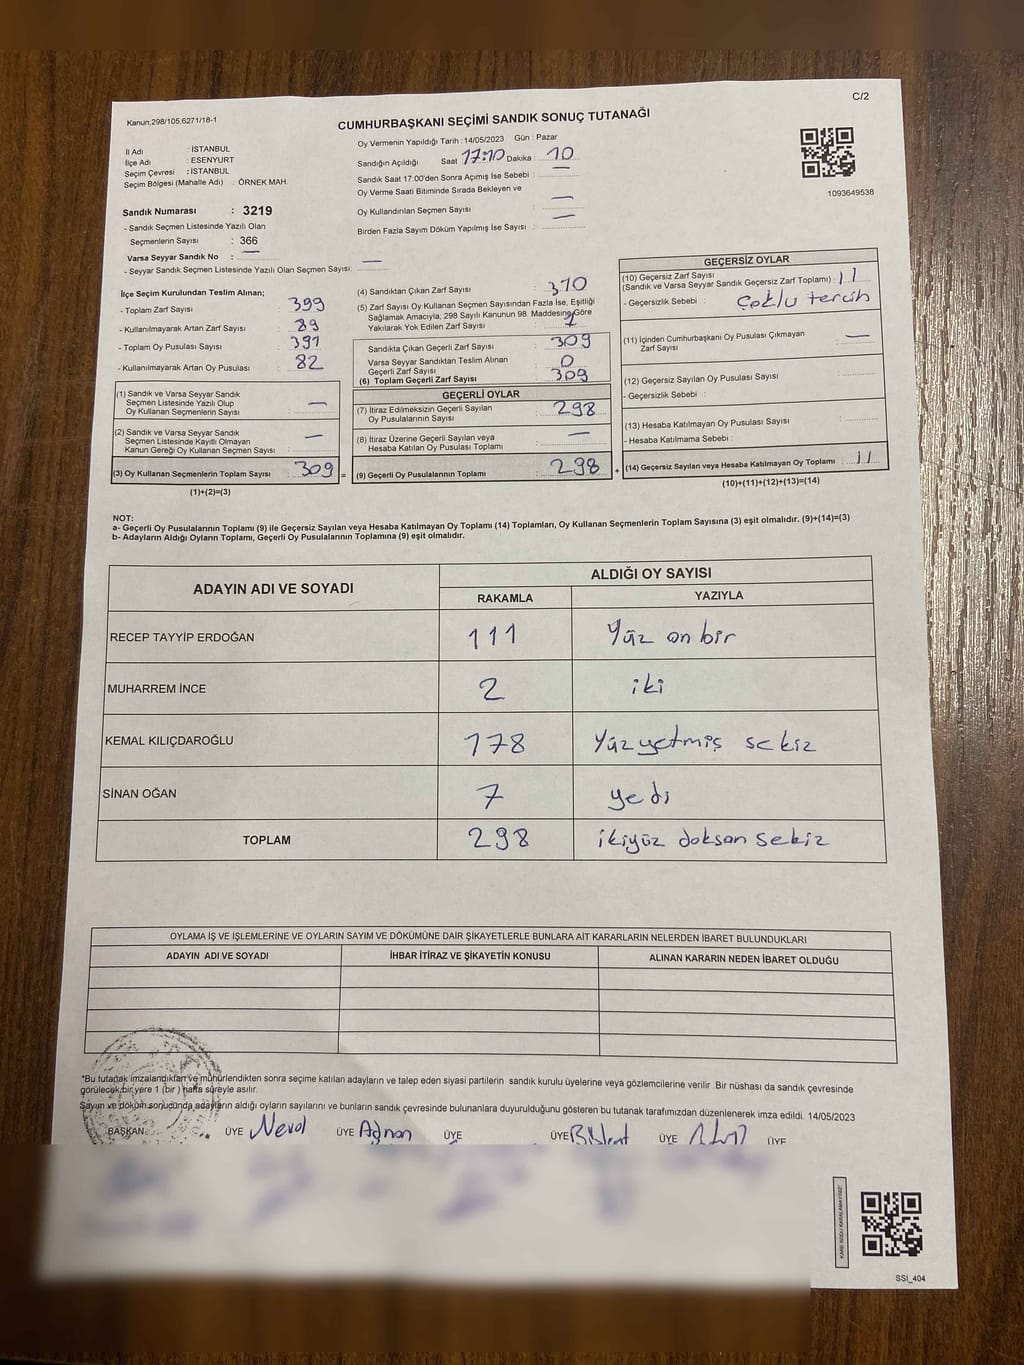 Kanun;298/105,6271/18-1
C/2
CUMHURBAŞKANI SEÇİMİ SANDIK SONUÇ TUTANAĞI
İl Adı : İSTANBUL
İlçe Adı : ESENYURT
Seçim Çevresi : İSTANBUL
Seçim Bölgesi (Mahalle Adı) : ÖRNEK MAH.
Sandık Numarası : 3219
- Sandık Seçmen Listesinde Yazılı Olan
Seçmenlerin Sayısı : 366
Varsa Seyyar Sandık No : —
- Seyyar Sandık Seçmen Listesinde Yazılı Olan Seçmen Sayısı: —
Oy Vermenin Yapıldığı Tarih : 14/05/2023 Gün : Pazar
Sandığın Açıldığı Saat 17:10 Dakika : 10
Sandık Saat 17.00'den Sonra Açımış İse Sebebi : —
Oy Verme Saati Bitiminde Sırada Bekleyen ve
Oy Kullandırılan Seçmen Sayısı : —
Birden Fazla Sayım Döküm Yapılmış İse Sayısı : —
1093649538
İlçe Seçim Kurulundan Teslim Alınan;
- Toplam Zarf Sayısı : 399
- Kullanılmayarak Artan Zarf Sayısı : 89
- Toplam Oy Pusulası Sayısı : 391
- Kullanılmayarak Artan Oy Pusulası : 82
(1) Sandık ve Varsa Seyyar Sandık
Seçmen Listesinde Yazılı Olup
Oy Kullanan Seçmenlerin Sayısı : —
(2) Sandık ve Varsa Seyyar Sandık
Seçmen Listesinde Kayıtlı Olmayan
Kanun Gereği Oy Kullanan Seçmen Sayısı : —
(3) Oy Kullanan Seçmenlerin Toplam Sayısı : 309 =
(1)+(2)=(3)
(4) Sandıktan Çıkan Zarf Sayısı : 310
(5) Zarf Sayısı Oy Kullanan Seçmen Sayısından Fazla İse, Eşitliği
Sağlamak Amacıyla, 298 Sayılı Kanunun 98. Maddesine Göre
Yakılarak Yok Edilen Zarf Sayısı : 1
Sandıkta Çıkan Geçerli Zarf Sayısı : 309
Varsa Seyyar Sandıktan Teslim Alınan
Geçerli Zarf Sayısı : 0
(6) Toplam Geçerli Zarf Sayısı : 309
GEÇERLİ OYLAR
(7) İtiraz Edilmeksizin Geçerli Sayılan
Oy Pusulalarının Sayısı : 298
(8) İtiraz Üzerine Geçerli Sayılan veya
Hesaba Katılan Oy Pusulası Toplamı : —
(9) Geçerli Oy Pusulalarının Toplamı : 298 +
GEÇERSİZ OYLAR
(10) Geçersiz Zarf Sayısı
(Sandık ve Varsa Seyyar Sandık Geçersiz Zarf Toplamı) : 11
- Geçersizlik Sebebi : Çoklu tercih
(11) İçinden Cumhurbaşkanı Oy Pusulası Çıkmayan
Zarf Sayısı : —
(12) Geçersiz Sayılan Oy Pusulası Sayısı :
- Geçersizlik Sebebi :
(13) Hesaba Katılmayan Oy Pusulası Sayısı :
- Hesaba Katılmama Sebebi :
(14) Geçersiz Sayılan veya Hesaba Katılmayan Oy Toplamı : 11
(10)+(11)+(12)+(13)=(14)
NOT:
a- Geçerli Oy Pusulalarının Toplamı (9) ile Geçersiz Sayılan veya Hesaba Katılmayan Oy Toplamı (14) Toplamları, Oy Kullanan Seçmenlerin Toplam Sayısına (3) eşit olmalıdır. (9)+(14)=(3)
b- Adayların Aldığı Oyların Toplamı, Geçerli Oy Pusulalarının Toplamına (9) eşit olmalıdır.
ADAYIN ADI VE SOYADI
ALDIĞI OY SAYISI
RAKAMLA YAZIYLA
RECEP TAYYİP ERDOĞAN 111 Yüz on bir
MUHARREM İNCE 2 iki
KEMAL KILIÇDAROĞLU 178 Yüzyetmiş sekiz
SİNAN OĞAN 7 yedi
TOPLAM 298 ikiyüz doksan sekiz
OYLAMA İŞ VE İŞLEMLERİNE VE OYLARIN SAYIM VE DÖKÜMÜNE DAİR ŞİKAYETLERLE BUNLARA AİT KARARLARIN NELERDEN İBARET BULUNDUKLARI
ADAYIN ADI VE SOYADI İHBAR İTİRAZ VE ŞİKAYETİN KONUSU ALINAN KARARIN NEDEN İBARET OLDUĞU
*Bu tutanak imzalandıktan ve mühürlendikten sonra seçime katılan adayların ve talep eden siyasi partilerin sandık kurulu üyelerine veya gözlemcilerine verilir .Bir nüshası da sandık çevresinde
görülecek bir yere 1 (bir ) hafta süreyle asılır.
Sayım ve döküm sonucunda adayların aldığı oyların sayılarını ve bunların sandık çevresinde bulunanlara duyurulduğunu gösteren bu tutanak tarafımızdan düzenlenerek imza edildi. 14/05/2023
BAŞKAN ÜYE ÜYE ÜYE ÜYE ÜYE ÜYE
SSI_404